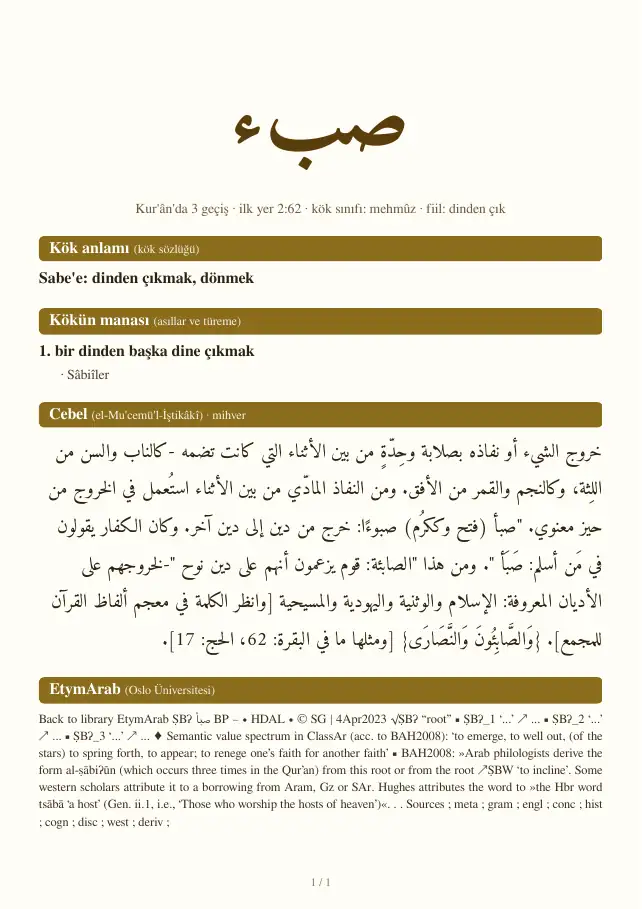 صبء
Kur'ân'da 3 geçiş · ilk yer 2:62 · kök sınıfı: mehmûz · fiil: dinden çık
Kök anlamı (kök sözlüğü)
Sabe'e: dinden çıkmak, dönmek
Kökün manası (asıllar ve türeme)
1. bir dinden başka dine çıkmak
· Sâbiîler
Cebel (el-Mu'cemü'l-İştikâkî) · mihver
خروج الشيء أو نفاذه بصلابة وحِدّةٍ من بين الأثناء التي كانت تضمه -كالناب والسن من
اللِثة، وكالنجم والقمر من الأفق. ومن النفاذ المادّي من بين الأثناء استُعمل في الخروج من
حيز معنوي. "صبأ (فتح وككرُم) صبوءًا: خرج من دين إلى دين آخر. وكان الكفار يقولون
في مَن أسلم: صَبَأ ". ومن هذا "الصابئة: قوم يزعمون أنهم على دين نوح "-لخروجهم على
الأديان المعروفة: الإسلام والوثنية واليهودية والمسيحية [وانظر الكلمة في معجم ألفاظ القرآن
للمجمع]. {وَالصَّابِئُونَ وَالنَّصَارَى} [ومثلها ما في البقرة: 62، الحج: 17].
EtymArab (Oslo Üniversitesi)
Back to library EtymArab ṢBʔ صبأ BP – • HDAL • © SG | 4Apr2023 √ṢBʔ “root” ▪ ṢBʔ_1 ‘...’ ↗ ... ▪ ṢBʔ_2 ‘...’
↗ ... ▪ ṢBʔ_3 ‘...’ ↗ ... ♦ Semantic value spectrum in ClassAr (acc. to BAH2008): ‘to emerge, to well out, (of the
stars) to spring forth, to appear; to renege one’s faith for another faith’ ▪ BAH2008: »Arab philologists derive the
form al-ṣābiʔūn (which occurs three times in the Qur’an) from this root or from the root ↗ṢBW ‘to incline’. Some
western scholars attribute it to a borrowing from Aram, Gz or SAr. Hughes attributes the word to »the Hbr word
tsābā ‘a host’ (Gen. ii.1, i.e., ‘Those who worship the hosts of heaven’)«. . . Sources ; meta ; gram ; engl ; conc ; hist
; cogn ; disc ; west ; deriv ;
1 / 1